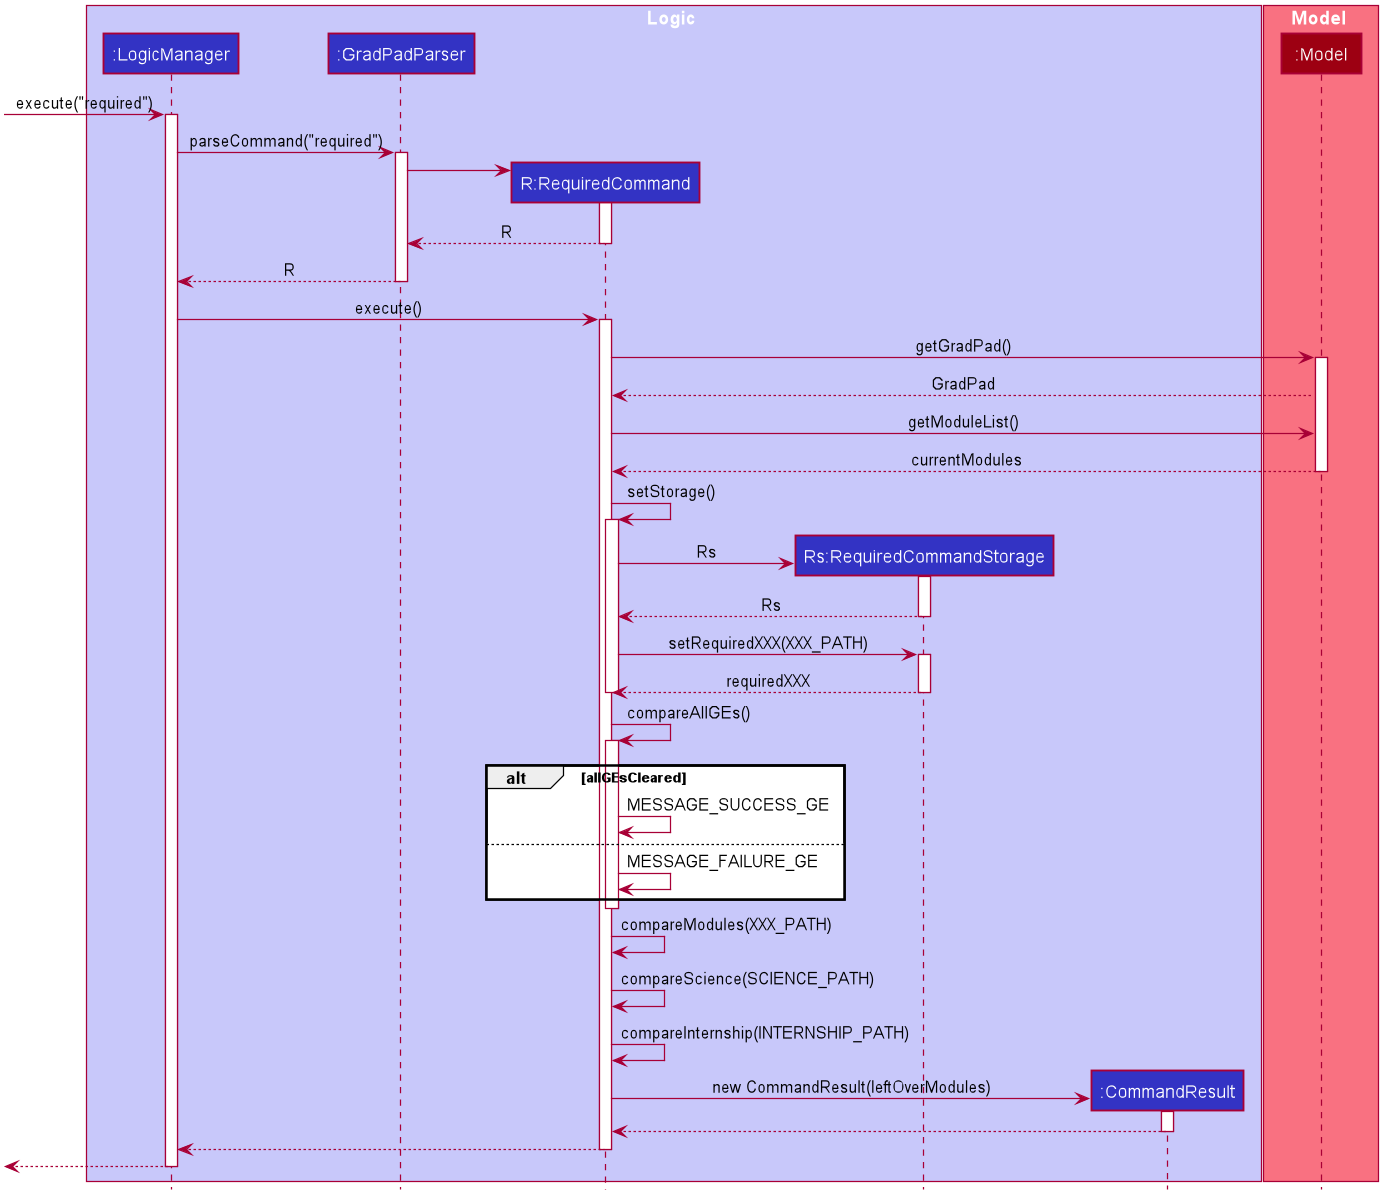 Logic
Model
:LogicManager
:GradPadParser
:Model
execute("required")
parseCommand("required")
R:RequiredCommand
R
R
execute()
getGradPad()
GradPad
getModuleList()
currentModules
setStorage()
Rs
Rs:RequiredCommandStorage
Rs
setRequiredXXX(XXX_PATH)
requiredXXX
compareAllGEs()
alt [allGEsCleared]
MESSAGE_SUCCESS_GE
MESSAGE_FAILURE_GE
compareModules(XXX_PATH)
compareScience(SCIENCE_PATH)
compareInternship(INTERNSHIP_PATH)
new CommandResult(leftOverModules)
:CommandResult